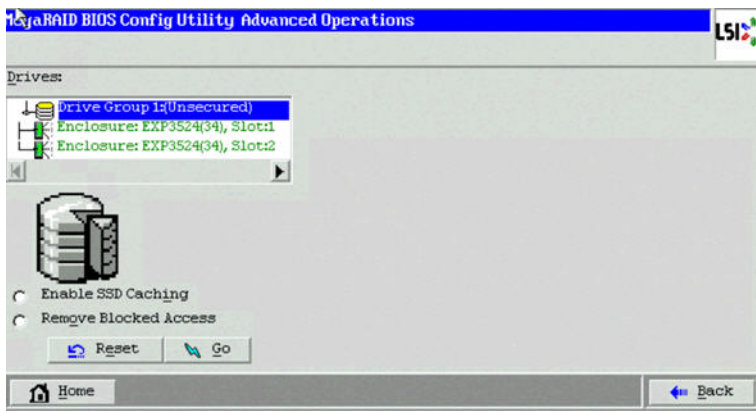 MegaRAID BIOS Config Utility Advanced Operations
LSI
Drives:
Drive Group 1:(Unsecured)
Enclosure: EXP3524(34), Slot:1
Enclosure: EXP3524(34), Slot:2
Enable SSD Caching
Remove Blocked Access
Reset Go
Home Back